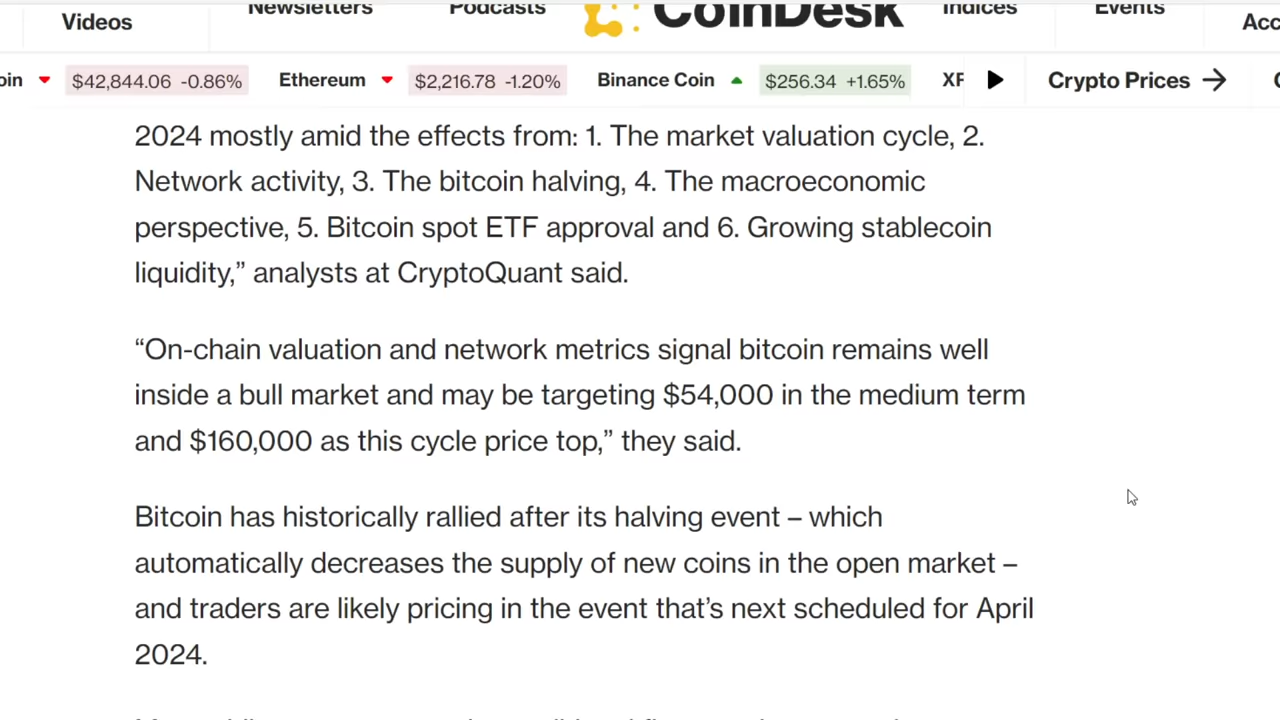 Videos
Newsletters
Podcasts
CoinDesk
Indices
Events
Acc
oin $42,844.06 -0.86% Ethereum $2,216.78 -1.20% Binance Coin $256.34 +1.65% XF Crypto Prices
2024 mostly amid the effects from: 1. The market valuation cycle, 2.
Network activity, 3. The bitcoin halving, 4. The macroeconomic
perspective, 5. Bitcoin spot ETF approval and 6. Growing stablecoin
liquidity,” analysts at CryptoQuant said.
“On-chain valuation and network metrics signal bitcoin remains well
inside a bull market and may be targeting $54,000 in the medium term
and $160,000 as this cycle price top,” they said.
Bitcoin has historically rallied after its halving event – which
automatically decreases the supply of new coins in the open market –
and traders are likely pricing in the event that’s next scheduled for April
2024.